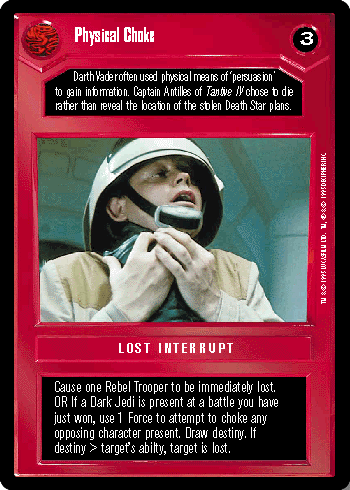 Physical Choke
3
Darth Vader often used physical means of 'persuasion'
to gain information. Captain Antilles of Tantive IV chose to die
rather than reveal the location of the stolen Death Star plans.
LOST INTERRUPT
Cause one Rebel Trooper to be immediately lost.
OR If a Dark Jedi is present at a battle you have
just won, use 1 Force to attempt to choke any
opposing character present. Draw destiny. If
destiny > target's abilty, target is lost.